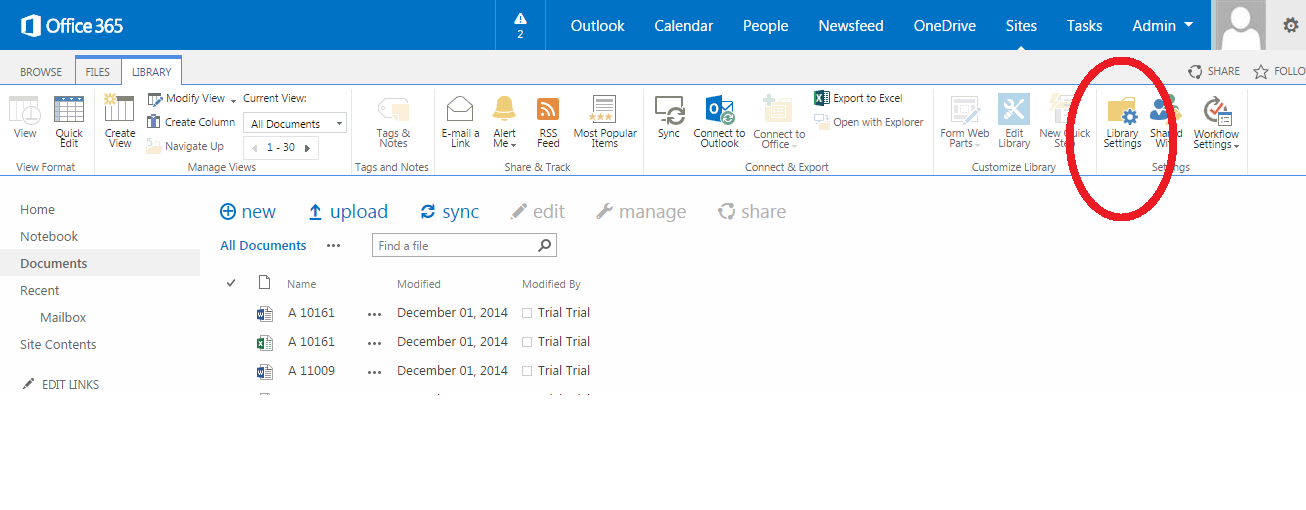 Office 365 2 Outlook Calendar People Newsfeed OneDrive Sites Tasks Admin
BROWSE FILES LIBRARY SHARE FOLLO
View
Quick Edit
Create View
Modify View
Create Column
Navigate Up
Current View:
All Documents
1 - 30
Tags & Notes
E-mail a Link
Alert Me
RSS Feed
Most Popular Items
Sync
Connect to Outlook
Connect to Office
Export to Excel
Open with Explorer
Form Web Parts
Edit Library
New Quick Step
Library Settings
Shared With
Workflow Settings
View Format Manage Views Tags and Notes Share & Track Connect & Export Customize Library Settings
Home
Notebook
Documents
Recent
Mailbox
Site Contents
EDIT LINKS
new upload sync edit manage share
All Documents ... Find a file
Name Modified Modified By
A 10161 ... December 01, 2014 Trial Trial
A 10161 ... December 01, 2014 Trial Trial
A 11009 ... December 01, 2014 Trial Trial